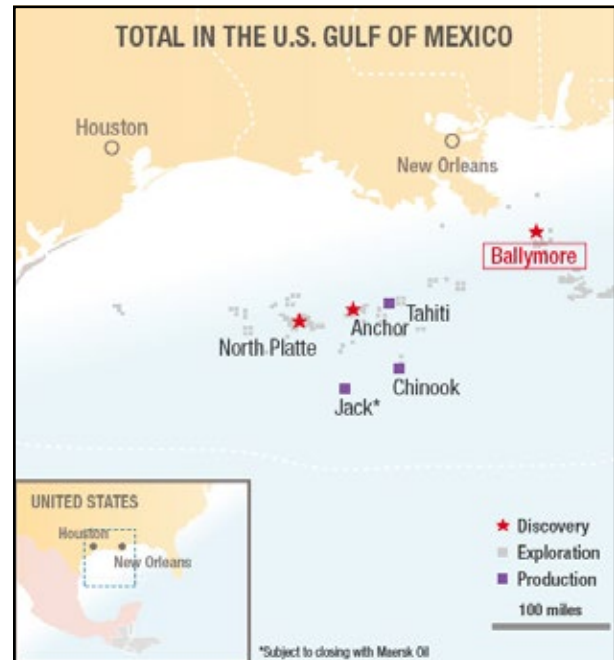 TOTAL IN THE U.S. GULF OF MEXICO
Houston
New Orleans
Ballymore
Tahiti
Anchor
North Platte
Chinook
Jack*
UNITED STATES
Houston
New Orleans
Discovery
Exploration
Production
100 miles
*Subject to closing with Maersk Oil